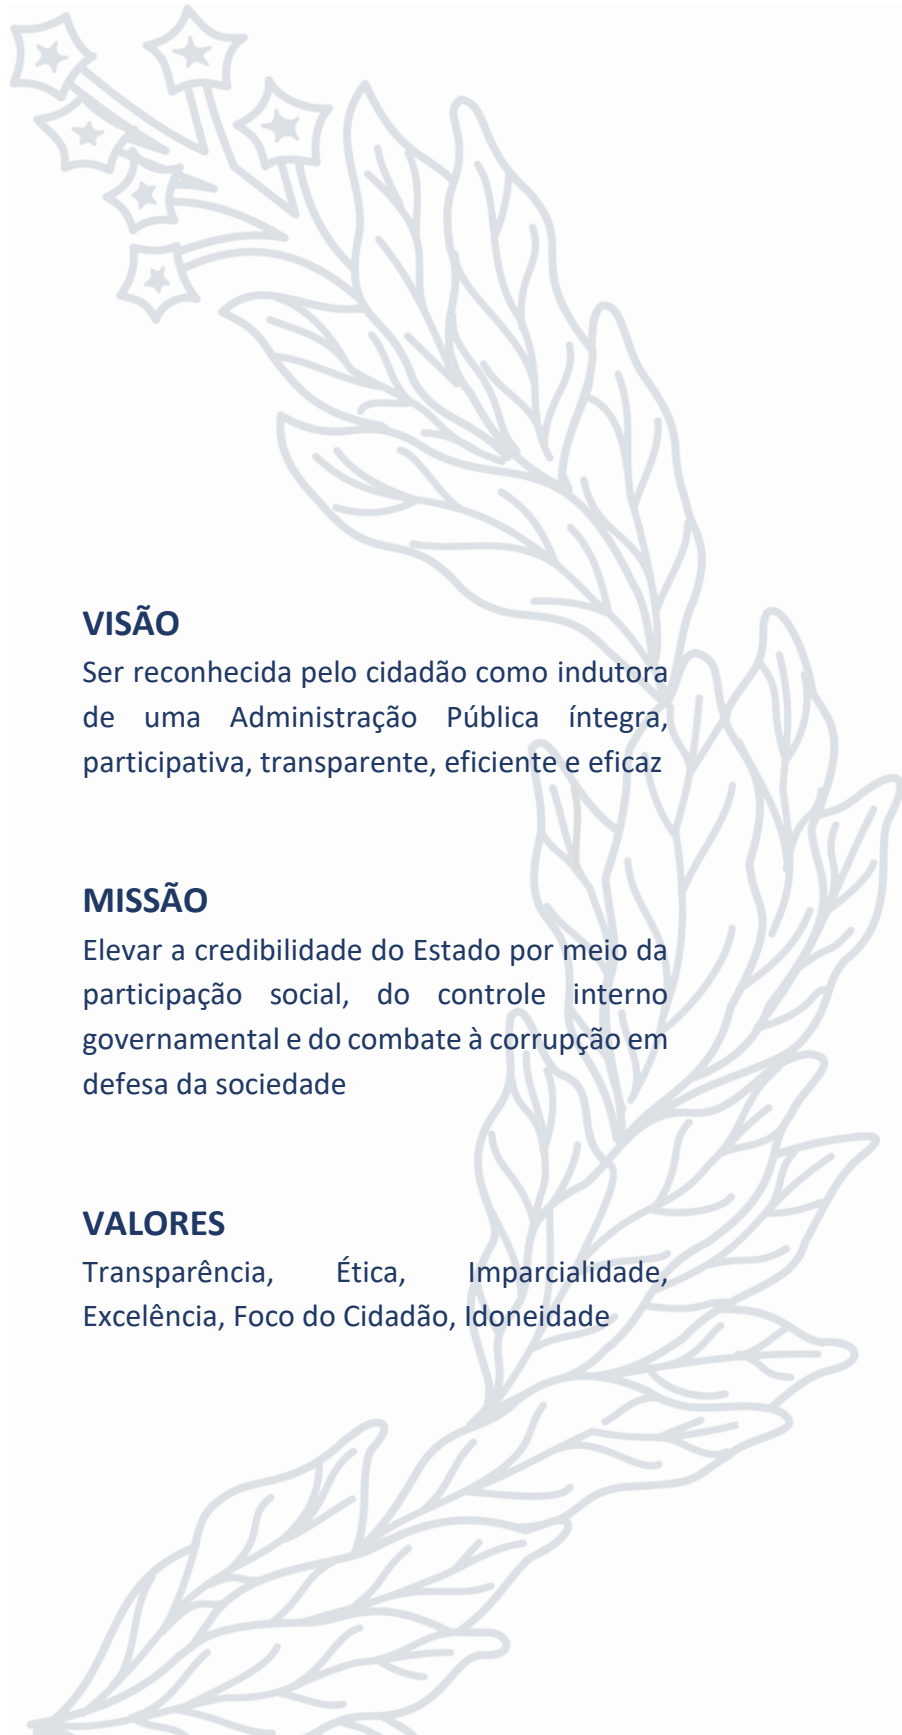 VISÃO
Ser reconhecida pelo cidadão como indutora
de uma Administração Pública íntegra,
participativa, transparente, eficiente e eficaz
MISSÃO
Elevar a credibilidade do Estado por meio da
participação social, do controle interno
governamental e do combate à corrupção em
defesa da sociedade
VALORES
Transparência, Ética, Imparcialidade,
Excelência, Foco do Cidadão, Idoneidade